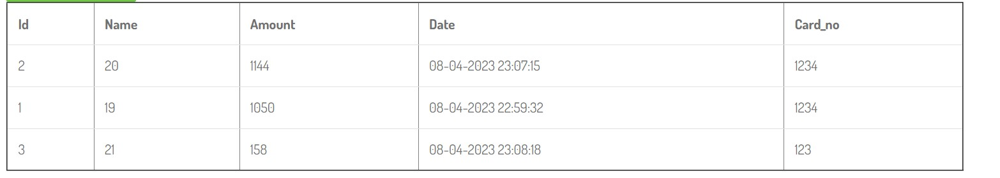 Id Name Amount Date Card_no
2 20 1144 08-04-2023 23:07:15 1234
1 19 1050 08-04-2023 22:59:32 1234
3 21 158 08-04-2023 23:08:18 123